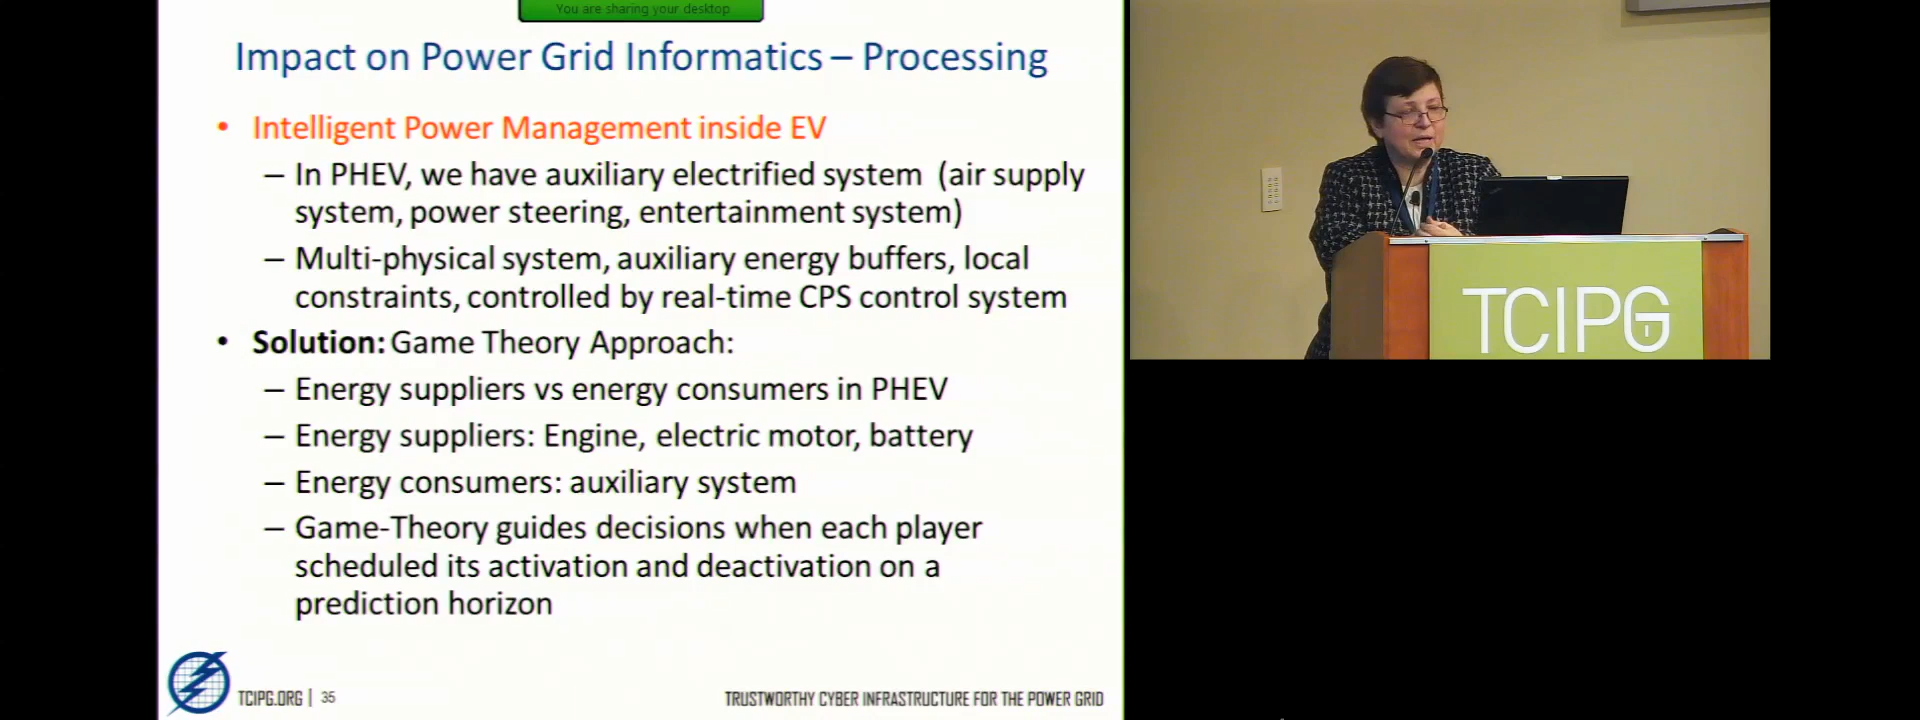 You are sharing your desktop
Impact on Power Grid Informatics – Processing
• Intelligent Power Management inside EV
– In PHEV, we have auxiliary electrified system (air supply
system, power steering, entertainment system)
– Multi-physical system, auxiliary energy buffers, local
constraints, controlled by real-time CPS control system
• Solution: Game Theory Approach:
– Energy suppliers vs energy consumers in PHEV
– Energy suppliers: Engine, electric motor, battery
– Energy consumers: auxiliary system
– Game-Theory guides decisions when each player
scheduled its activation and deactivation on a
prediction horizon
TCIPG.ORG | 35
TRUSTWORTHY CYBER INFRASTRUCTURE FOR THE POWER GRID
TCIPG